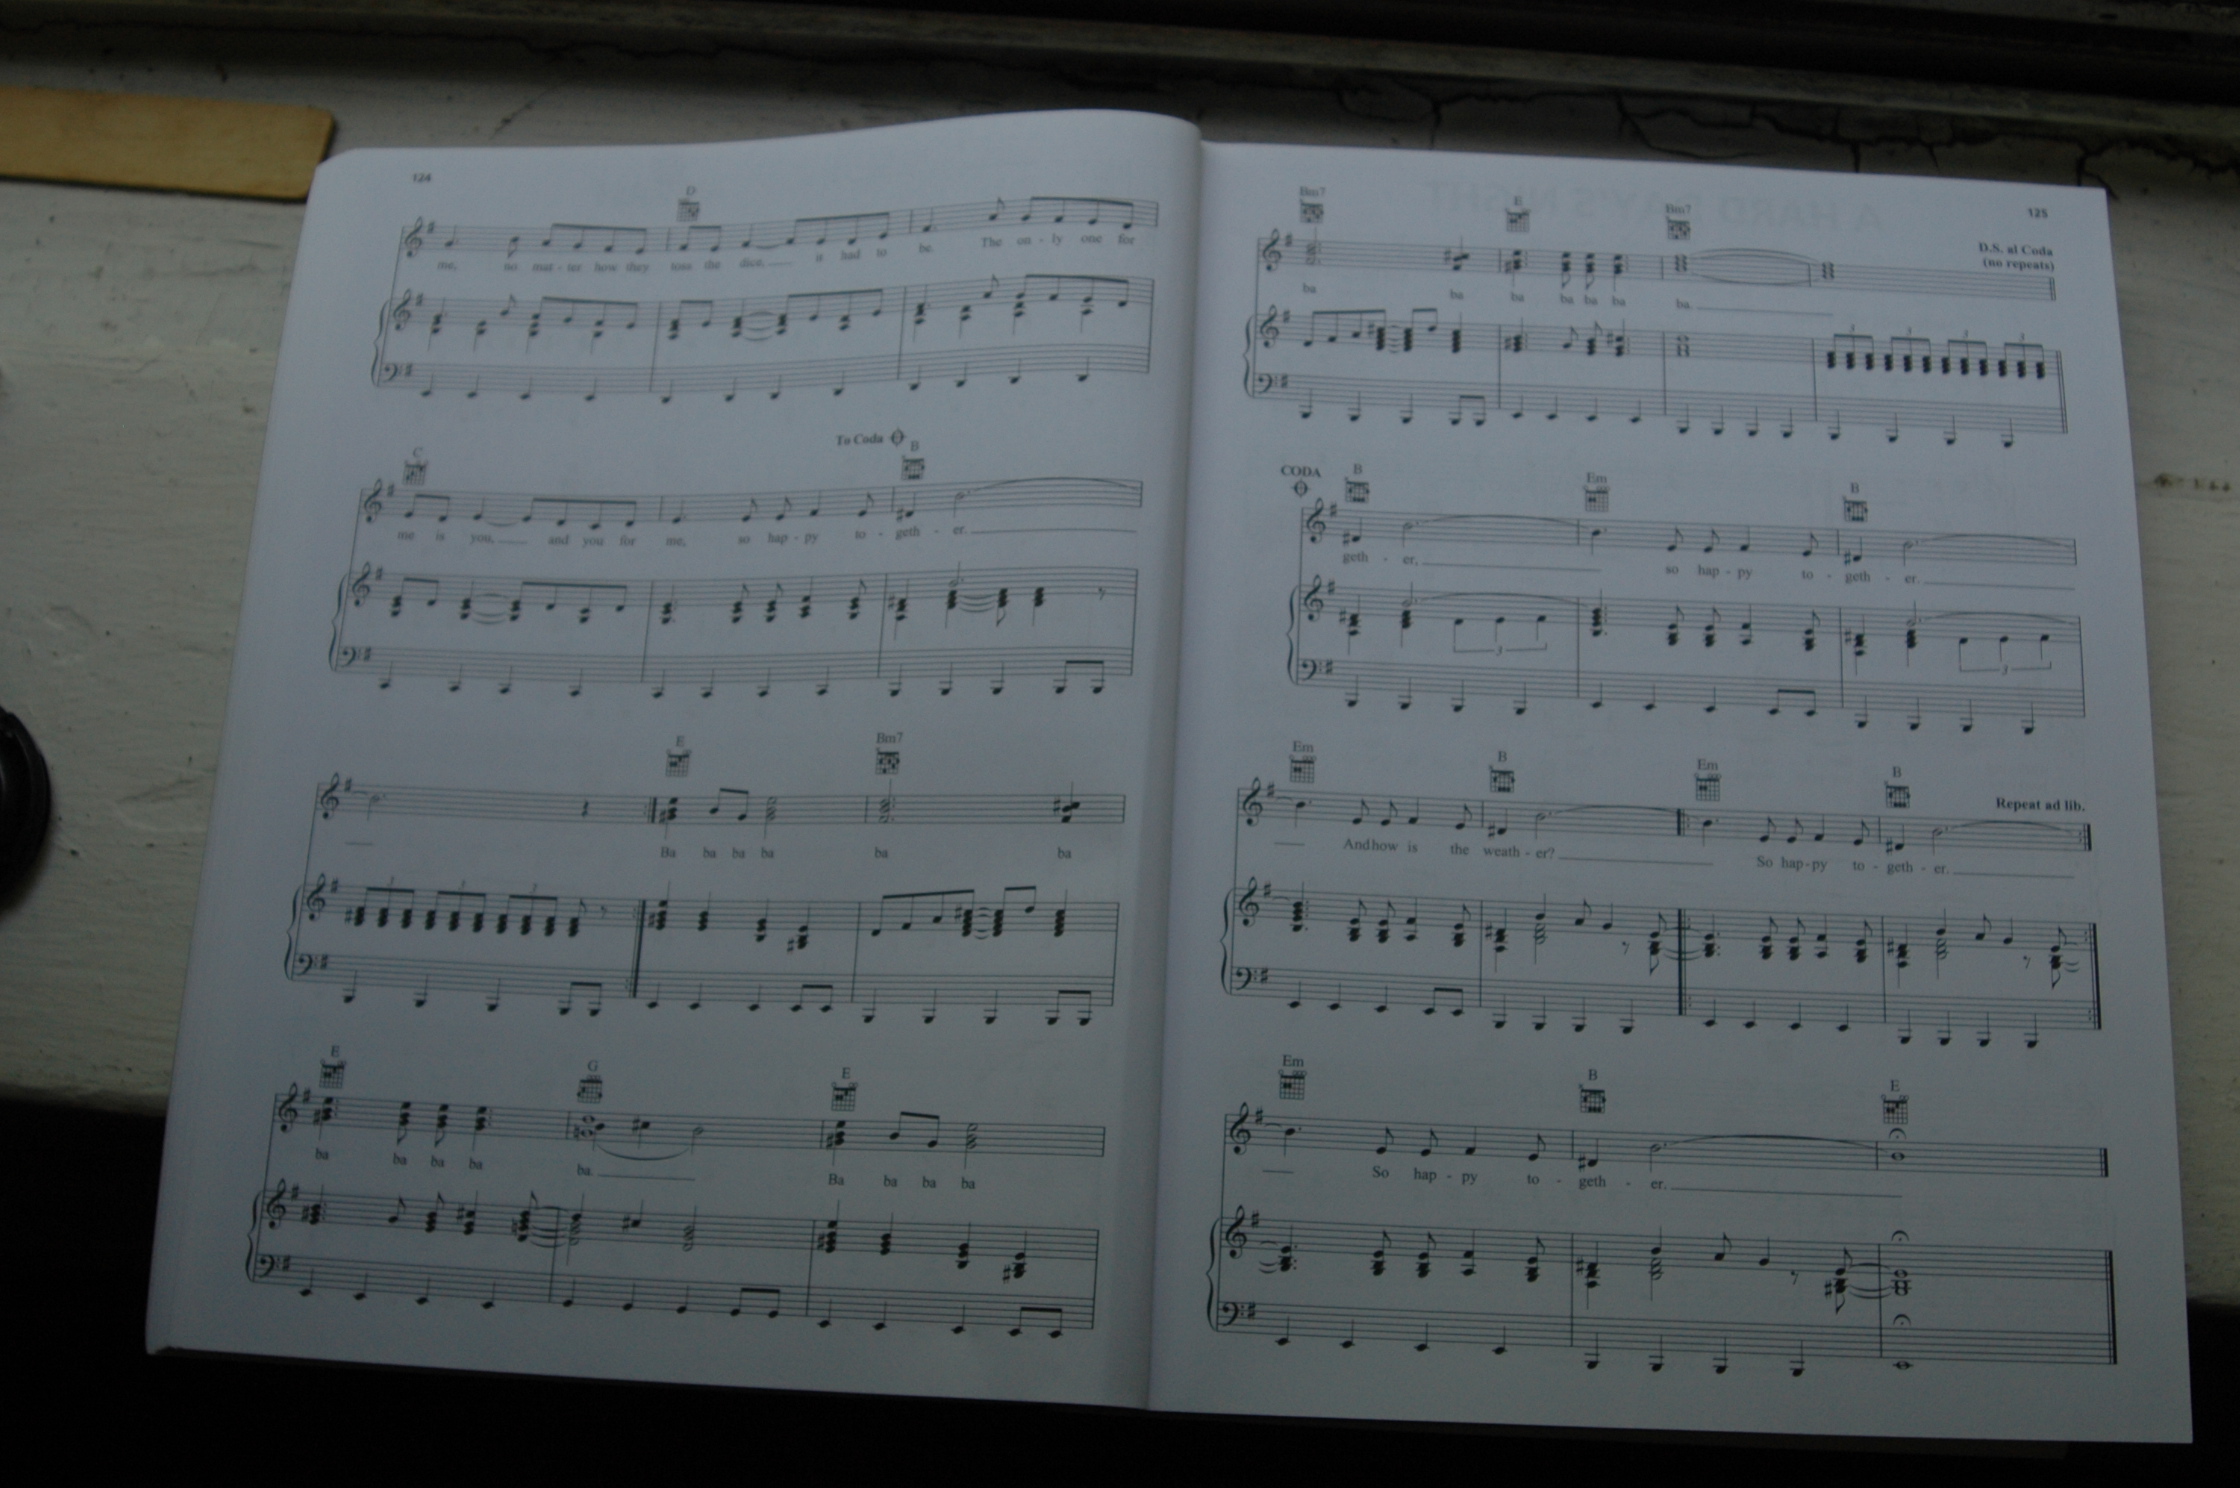 124
D
me, no mat - ter how they toss the dice, it had to be. The on - ly one for
To Coda
C B
me is you, and you for me, so hap - py to - geth - er.
E Bm7
Ba ba ba ba ba ba
E G E
ba ba ba ba ba. Ba ba ba ba
125
D.S. al Coda
(no repeats)
Bm7 E Bm7
ba ba ba ba ba ba ba.
CODA
B Em B
geth - er, so hap - py to - geth - er.
Repeat ad lib.
Em B Em B
And how is the weath - er? So hap - py to - geth - er.
Em B E
So hap - py to - geth - er.